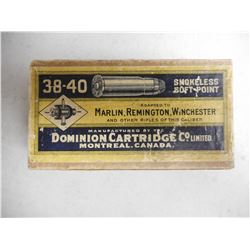 38-40
SMOKELESS
SOFT POINT
ADAPTED TO
MARLIN, REMINGTON, WINCHESTER
AND OTHER RIFLES OF THIS CALIBER
MANUFACTURED BY THE
DOMINION CARTRIDGE Co LIMITED
MONTREAL, CANADA.